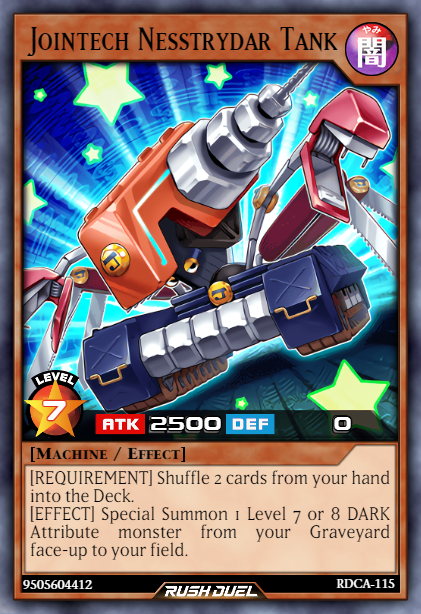 Jointech Nesstrydar Tank
やみ
闇
LEVEL
7
ATK 2500 DEF 0
[Machine / Effect]
[REQUIREMENT] Shuffle 2 cards from your hand
into the Deck.
[EFFECT] Special Summon 1 Level 7 or 8 DARK
Attribute monster from your Graveyard
face-up to your field.
9505604412
RUSH DUEL
RDCA-115